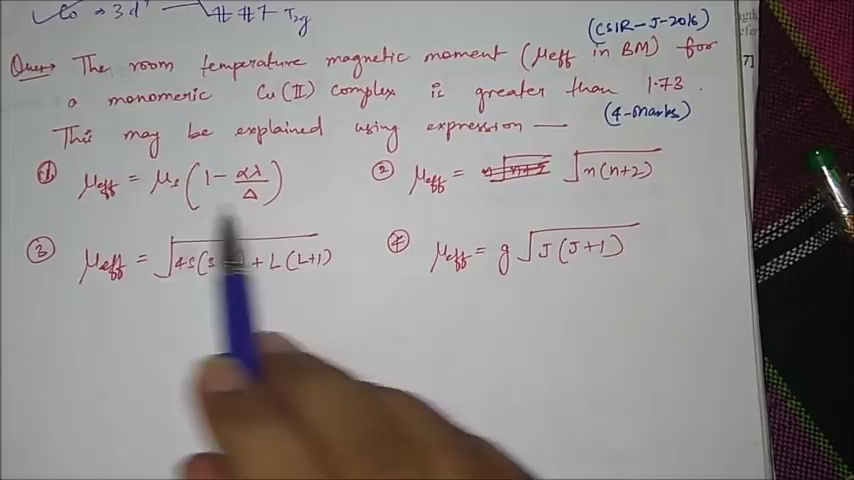 Co → 3d⁷ T₂g
(CSIR-J-2016)
Ques→ The room temperature magnetic moment (μeff in BM) for
a monomeric Cu(II) complex is greater than 1.73.
This may be explained using expression — (4-marks)
① μeff = μs(1 - αλ/Δ) ② μeff = √n(n+2)
③ μeff = √4S(S + L(L+1) ④ μeff = g√J(J+1)
7]